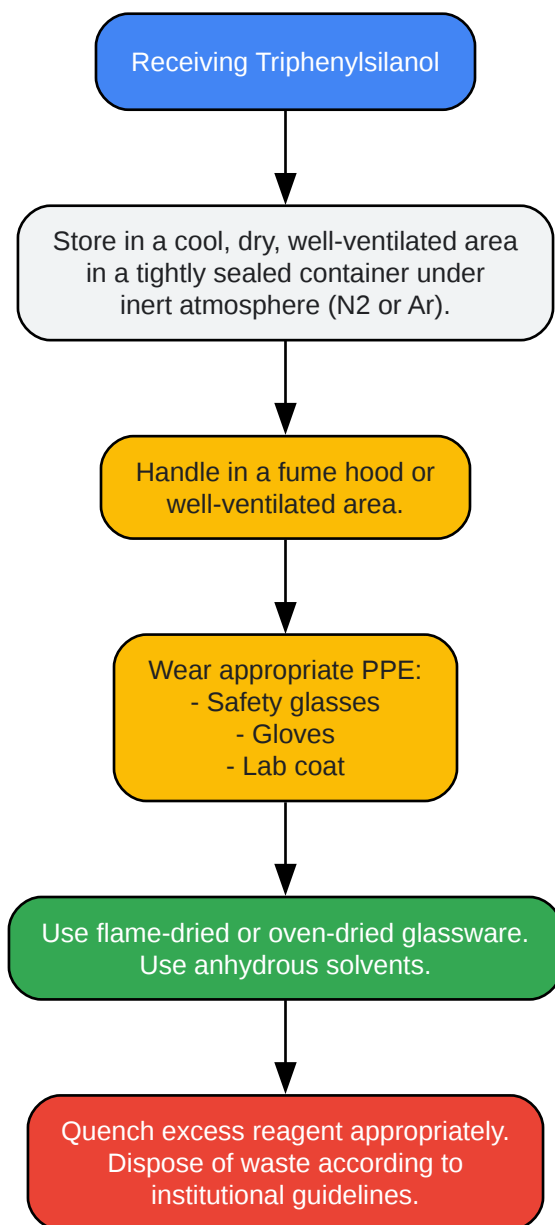 Receiving Triphenylsilanol
Store in a cool, dry, well-ventilated area
in a tightly sealed container under
inert atmosphere (N2 or Ar).
Handle in a fume hood or
well-ventilated area.
Wear appropriate PPE:
- Safety glasses
- Gloves
- Lab coat
Use flame-dried or oven-dried glassware.
Use anhydrous solvents.
Quench excess reagent appropriately.
Dispose of waste according to
institutional guidelines.